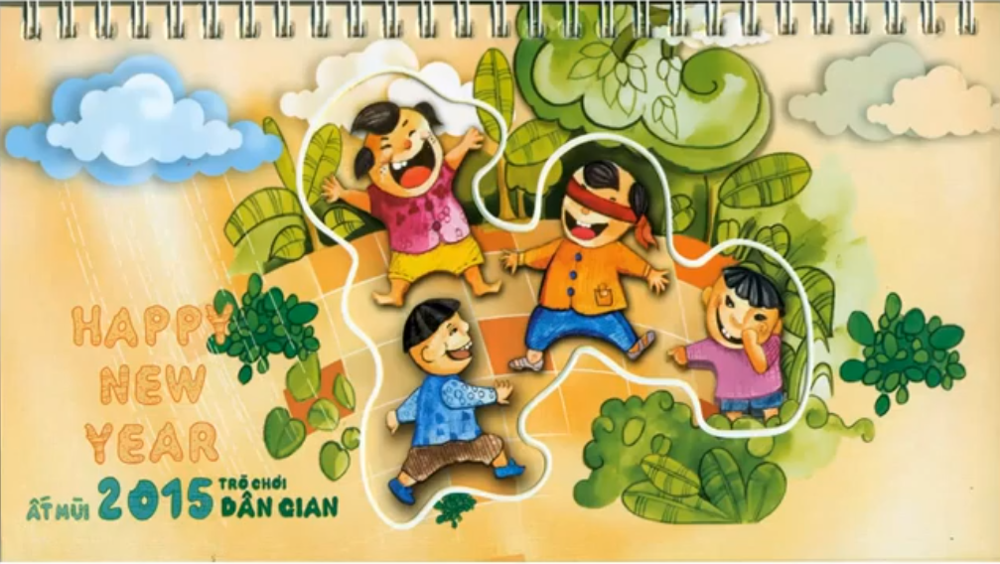 HAPPY
NEW
YEAR
ẤT MÙI 2015 TRÒ CHƠI
DÂN GIAN